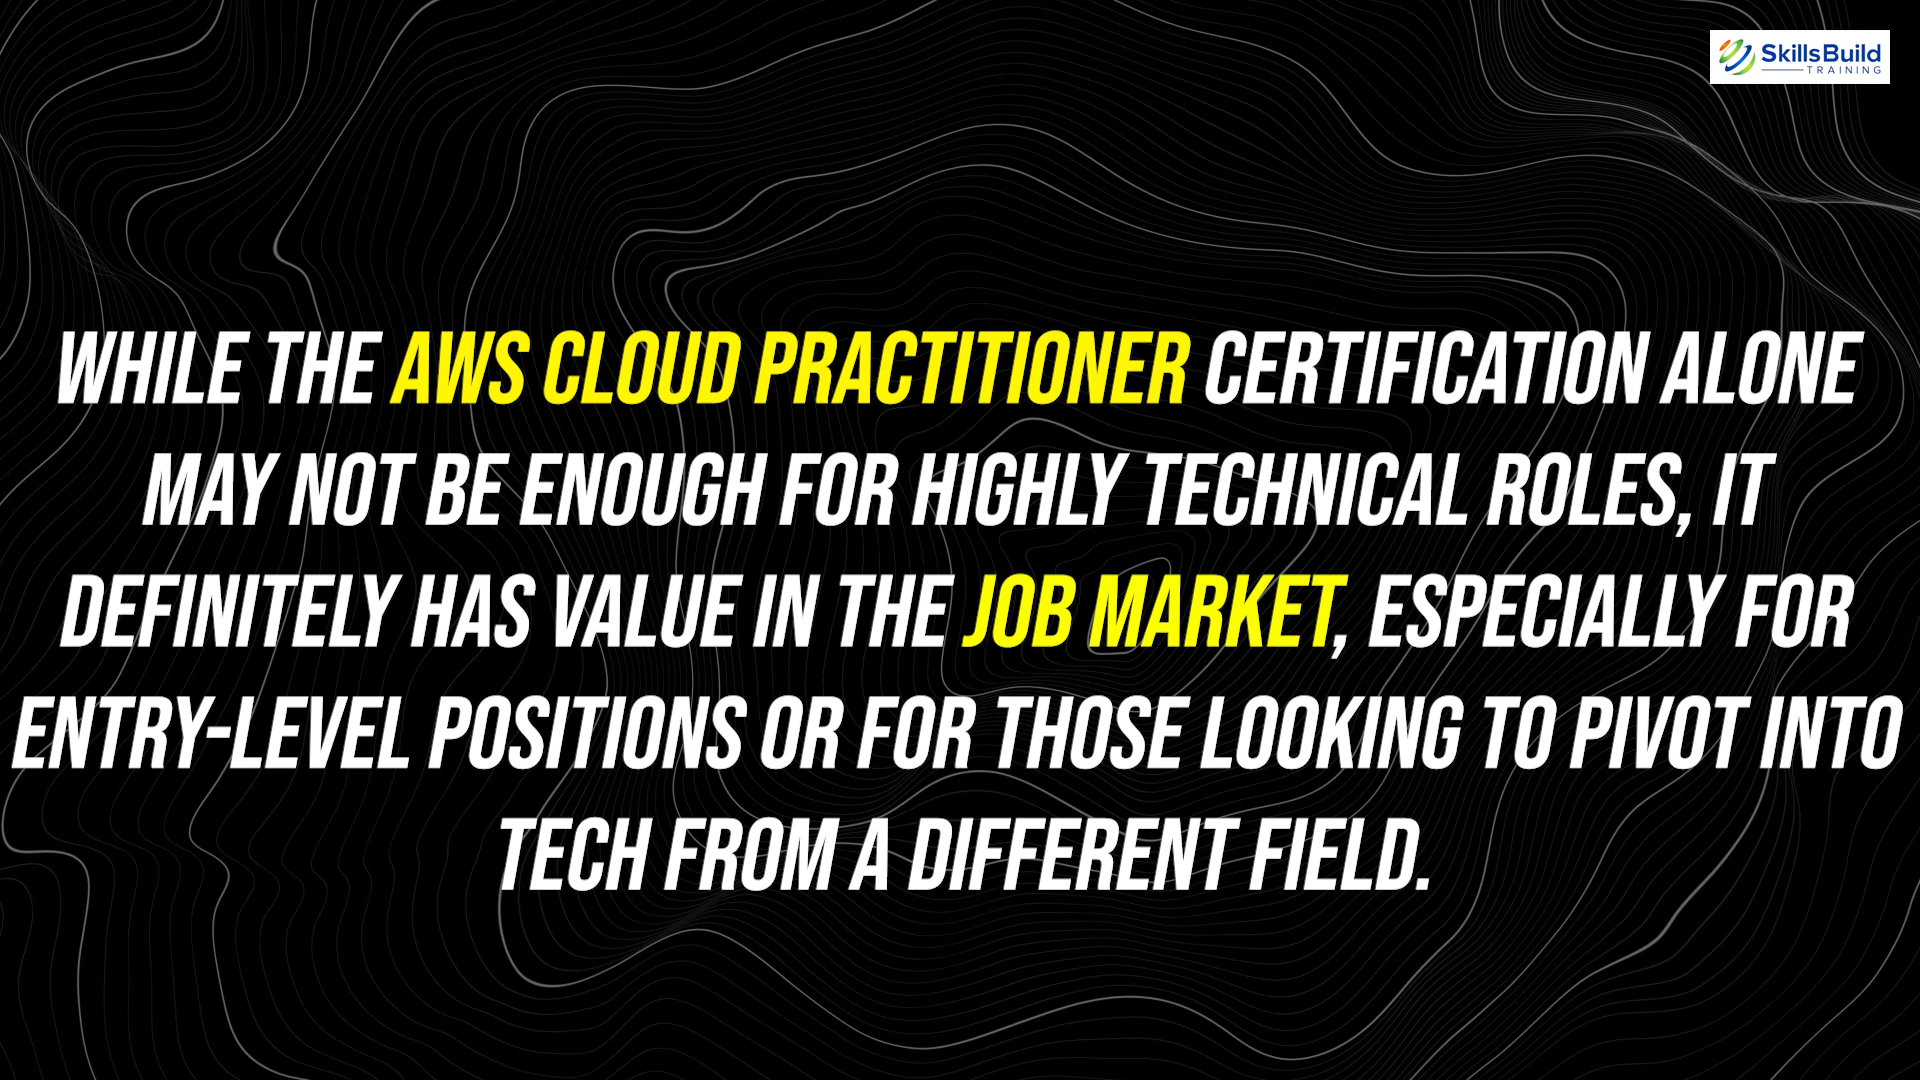 SkillsBuild
TRAINING
WHILE THE AWS CLOUD PRACTITIONER CERTIFICATION ALONE
MAY NOT BE ENOUGH FOR HIGHLY TECHNICAL ROLES, IT
DEFINITELY HAS VALUE IN THE JOB MARKET, ESPECIALLY FOR
ENTRY-LEVEL POSITIONS OR FOR THOSE LOOKING TO PIVOT INTO
TECH FROM A DIFFERENT FIELD.